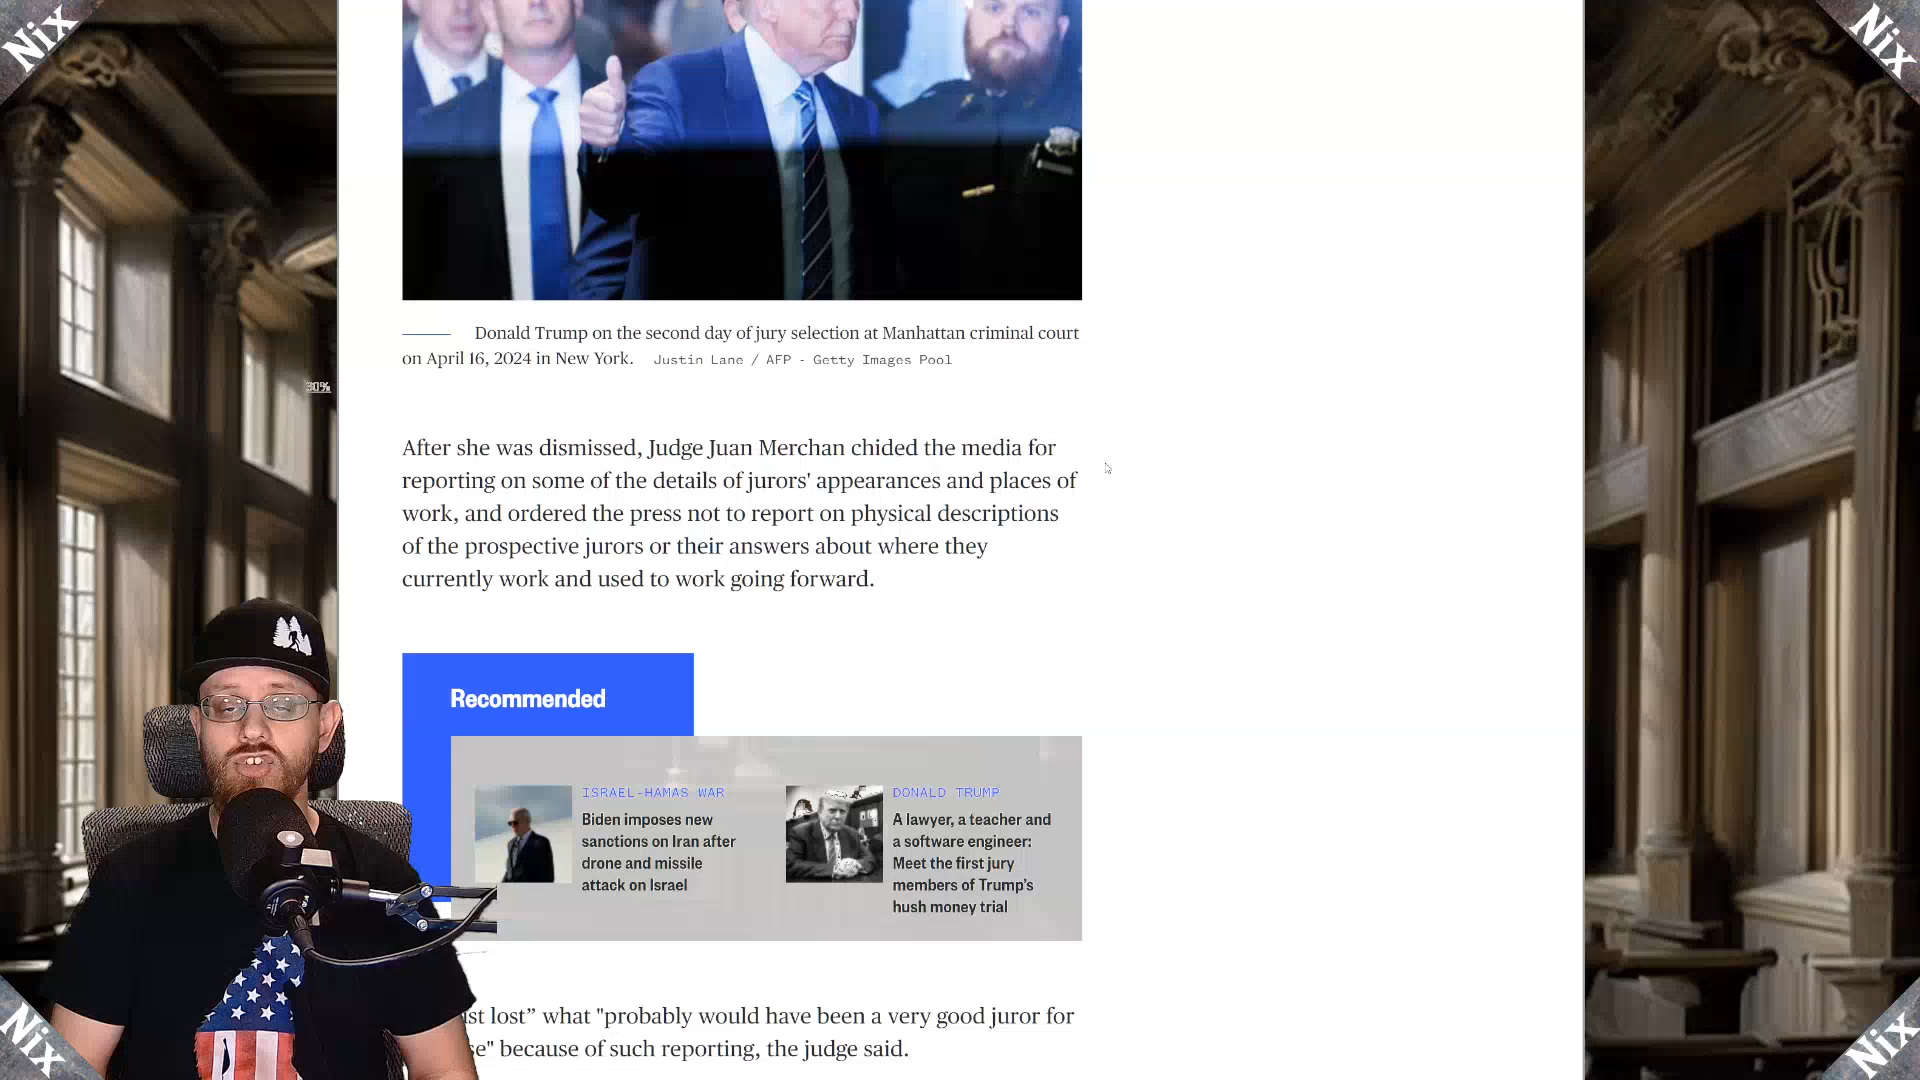 Nix
Nix
Donald Trump on the second day of jury selection at Manhattan criminal court
on April 16, 2024 in New York. Justin Lane / AFP - Getty Images Pool
30%
After she was dismissed, Judge Juan Merchan chided the media for
reporting on some of the details of jurors' appearances and places of
work, and ordered the press not to report on physical descriptions
of the prospective jurors or their answers about where they
currently work and used to work going forward.
Recommended
ISRAEL-HAMAS WAR
Biden imposes new
sanctions on Iran after
drone and missile
attack on Israel
DONALD TRUMP
A lawyer, a teacher and
a software engineer:
Meet the first jury
members of Trump's
hush money trial
lost” what "probably would have been a very good juror for
because of such reporting, the judge said.
Nix
Nix